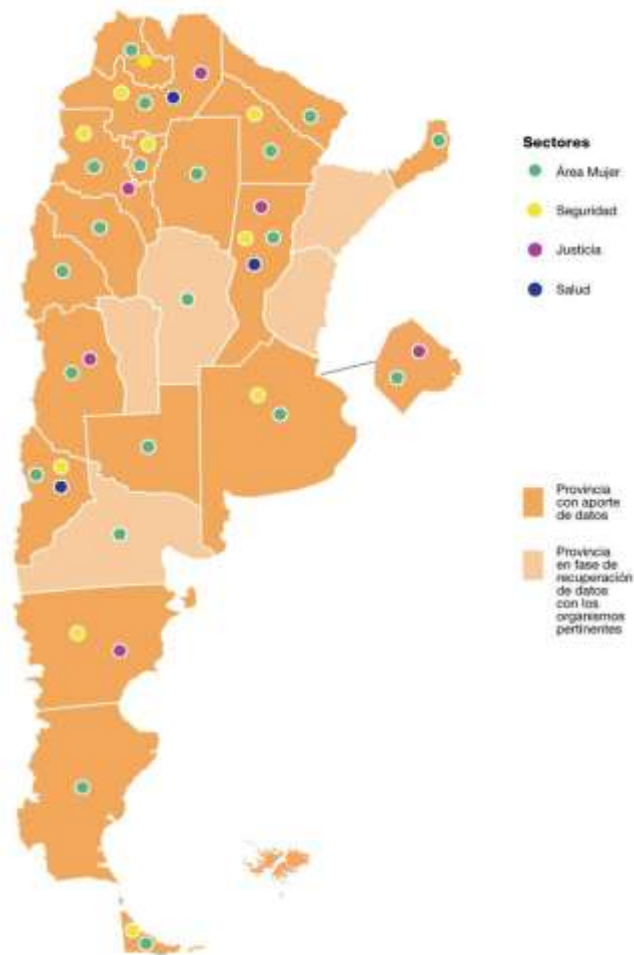 Sectores
Área Mujer
Seguridad
Justicia
Salud
Provincia
con aporte
de datos
Provincia
en fase de
recuperación
de datos
con los
organismos
pertinentes